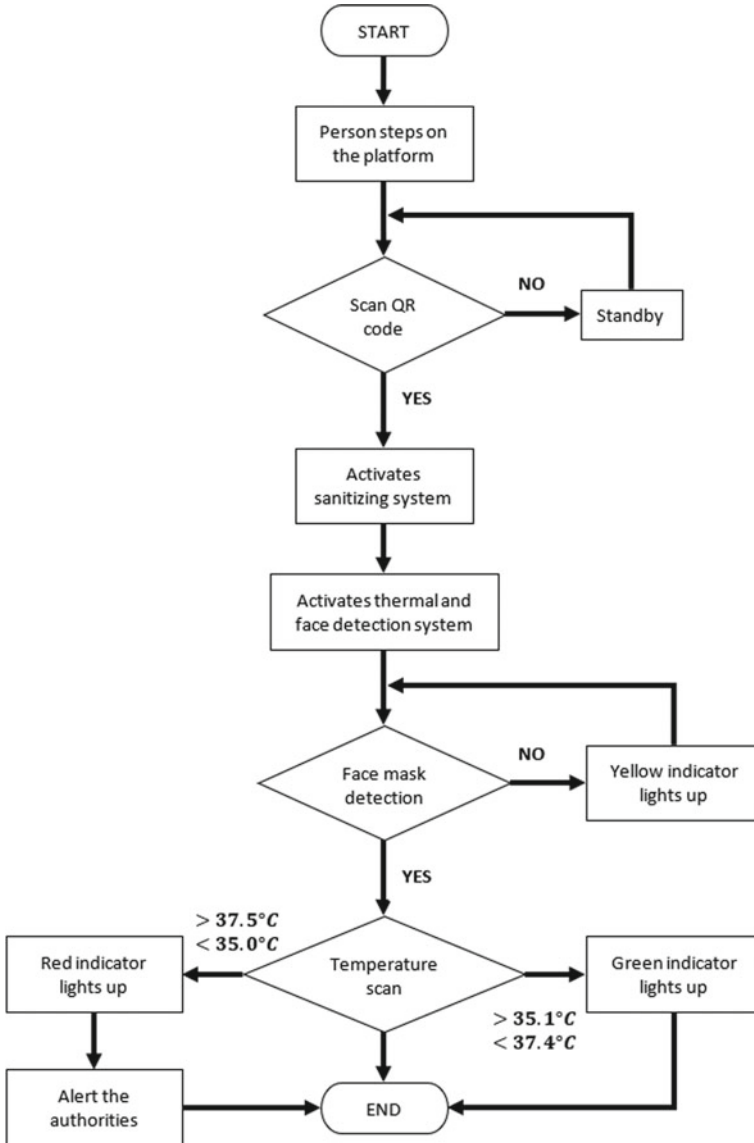 START
Person steps on
the platform
NO
Scan QR
code
Standby
YES
Activates
sanitizing system
Activates thermal and
face detection system
NO
Face mask
detection
Yellow indicator
lights up
YES
> 37.5°C
< 35.0°C
Red indicator
lights up
Temperature
scan
Green indicator
lights up
> 35.1°C
< 37.4°C
Alert the
authorities
END